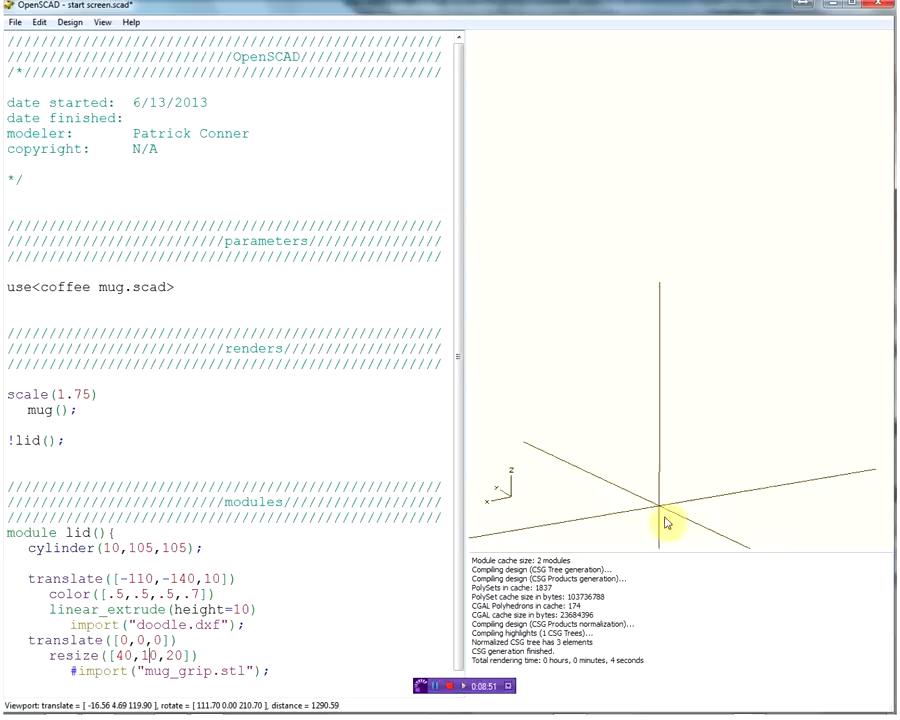 OpenSCAD - start screen.scad*
File Edit Design View Help
////////////////////////////////////////////////////
///////////////////////////OpenSCAD/////////////////
/*//////////////////////////////////////////////////
date started: 6/13/2013
date finished:
modeler: Patrick Conner
copyright: N/A
*/
////////////////////////////////////////////////////
//////////////////////////parameters////////////////
////////////////////////////////////////////////////
use<coffee mug.scad>
////////////////////////////////////////////////////
//////////////////////////renders///////////////////
////////////////////////////////////////////////////
scale(1.75)
mug();
!lid();
////////////////////////////////////////////////////
//////////////////////////modules///////////////////
////////////////////////////////////////////////////
module lid(){
cylinder(10,105,105);
translate([-110,-140,10])
color([.5,.5,.5,.7])
linear_extrude(height=10)
import("doodle.dxf");
translate([0,0,0])
resize([40,10,20])
#import("mug_grip.stl");
z
Y
X
Module cache size: 2 modules
Compiling design (CSG Tree generation)...
Compiling design (CSG Products generation)...
PolySets in cache: 1837
PolySet cache size in bytes: 103736788
CGAL Polyhedrons in cache: 174
CGAL cache size in bytes: 23684396
Compiling design (CSG Products normalization)...
Compiling highlights (1 CSG Trees)...
Normalized CSG tree has 3 elements
CSG generation finished.
Total rendering time: 0 hours, 0 minutes, 4 seconds
0:08:51
Viewport: translate = [ -16.56 4.69 119.90 ], rotate = [ 111.70 0.00 210.70 ], distance = 1290.59